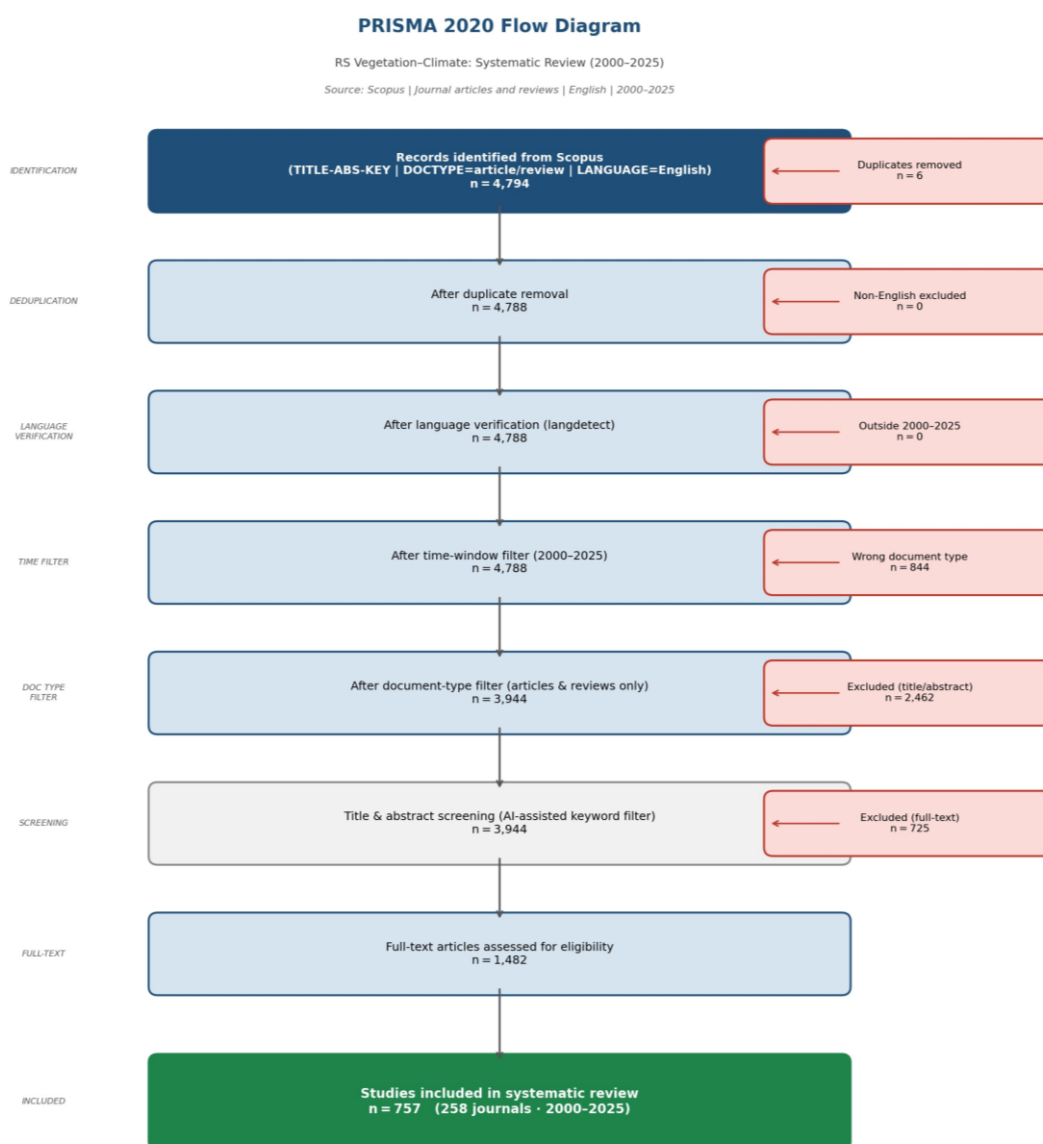 PRISMA 2020 Flow Diagram
RS Vegetation–Climate: Systematic Review (2000–2025)
Source: Scopus | Journal articles and reviews | English | 2000–2025
IDENTIFICATION
Records identified from Scopus
(TITLE-ABS-KEY | DOCTYPE=article/review | LANGUAGE=English)
n = 4,794
Duplicates removed
n = 6
DEDUPLICATION
After duplicate removal
n = 4,788
Non-English excluded
n = 0
LANGUAGE
VERIFICATION
After language verification (langdetect)
n = 4,788
Outside 2000–2025
n = 0
TIME FILTER
After time-window filter (2000–2025)
n = 4,788
Wrong document type
n = 844
DOC TYPE
FILTER
After document-type filter (articles & reviews only)
n = 3,944
Excluded (title/abstract)
n = 2,462
SCREENING
Title & abstract screening (AI-assisted keyword filter)
n = 3,944
Excluded (full-text)
n = 725
FULL-TEXT
Full-text articles assessed for eligibility
n = 1,482
INCLUDED
Studies included in systematic review
n = 757 (258 journals · 2000–2025)